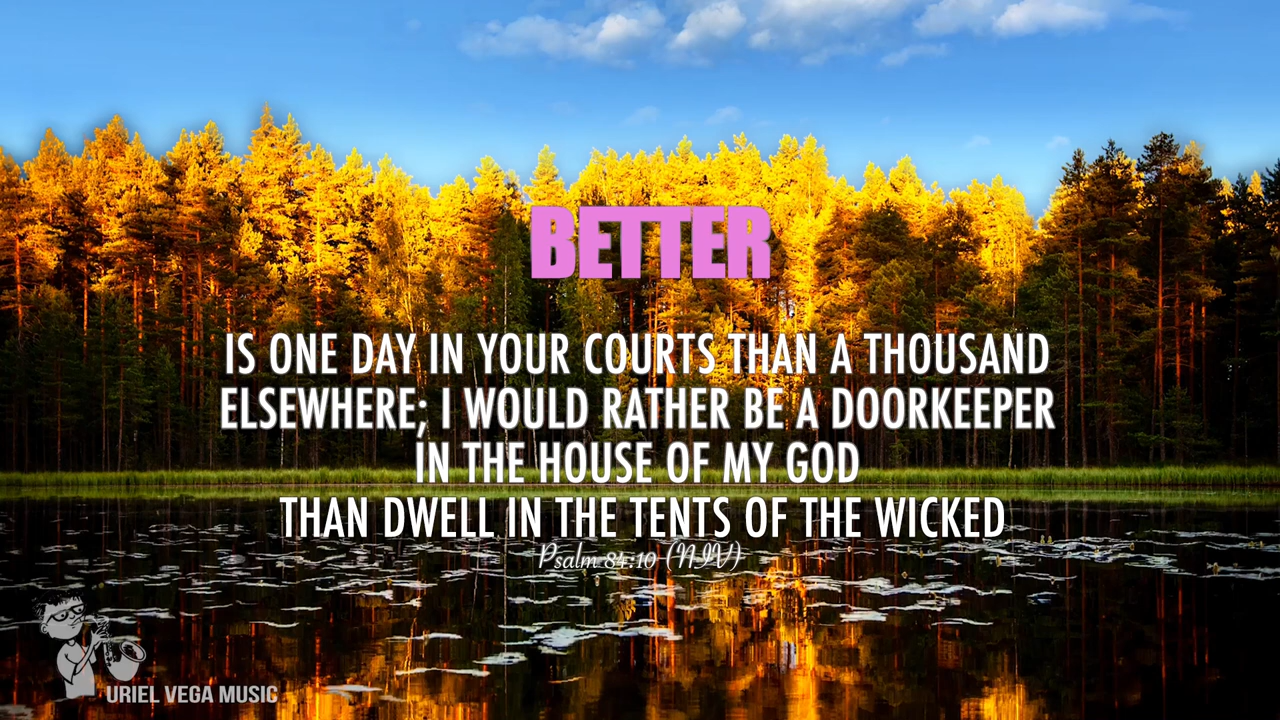 BETTER
IS ONE DAY IN YOUR COURTS THAN A THOUSAND
ELSEWHERE; I WOULD RATHER BE A DOORKEEPER
IN THE HOUSE OF MY GOD
THAN DWELL IN THE TENTS OF THE WICKED
Psalm 84:10 (NIV)
URIEL VEGA MUSIC